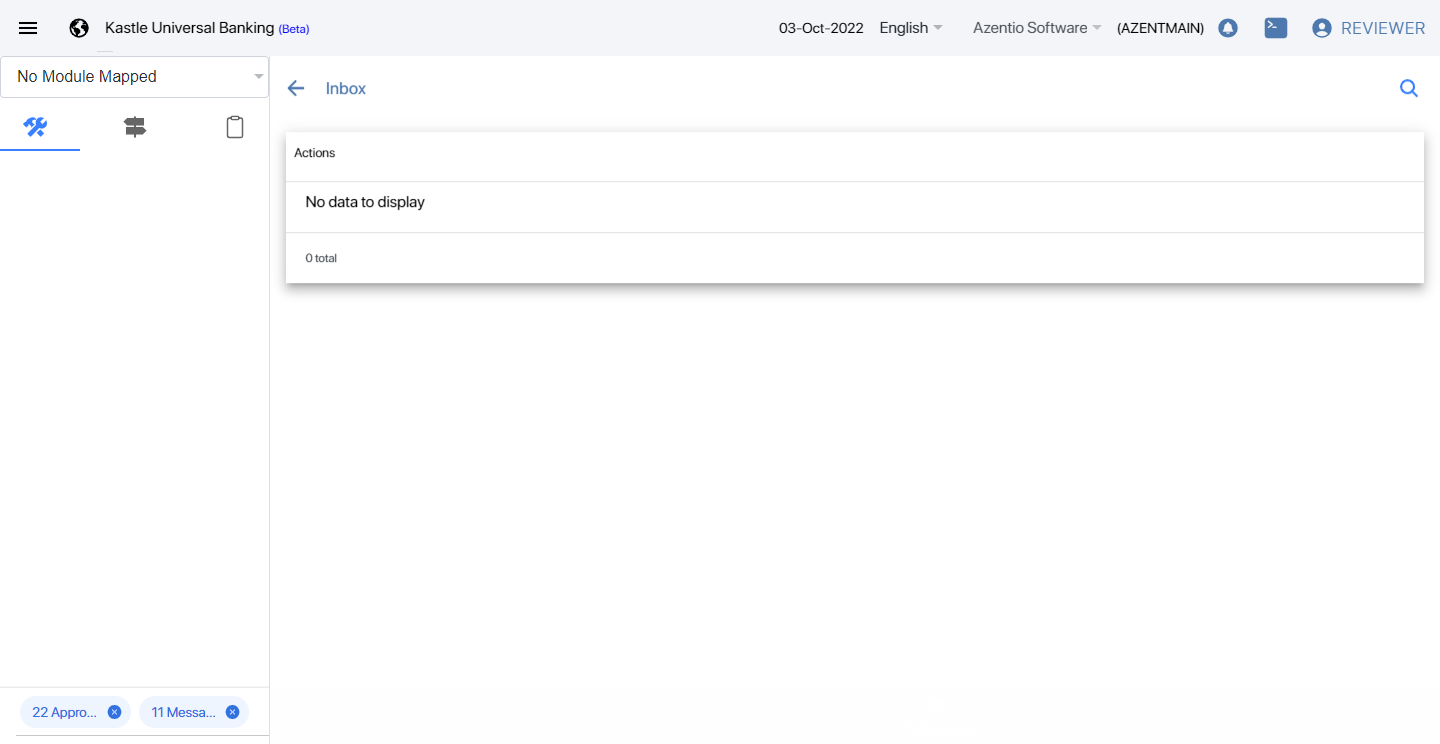 Kastle Universal Banking (Beta)
03-Oct-2022 English Azentio Software (AZENTMAIN) REVIEWER
No Module Mapped
Inbox
Actions
No data to display
0 total
22 Appro... 11 Messa...